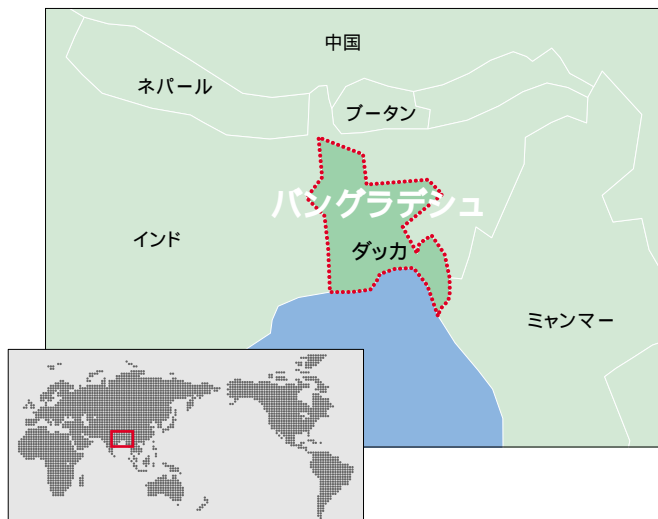 中国
ネパール
ブータン
バングラデシュ
インド
ダッカ
ミャンマー